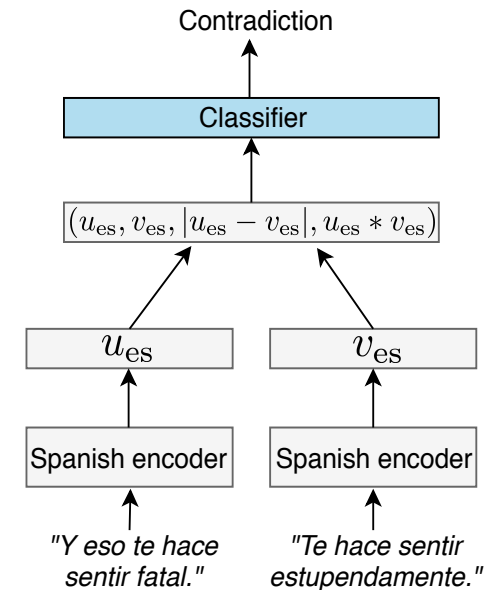 Contradiction
Classifier
(u_es, v_es, |u_es − v_es|, u_es * v_es)
u_es
v_es
Spanish encoder
Spanish encoder
"Y eso te hace
sentir fatal."
"Te hace sentir
estupendamente."